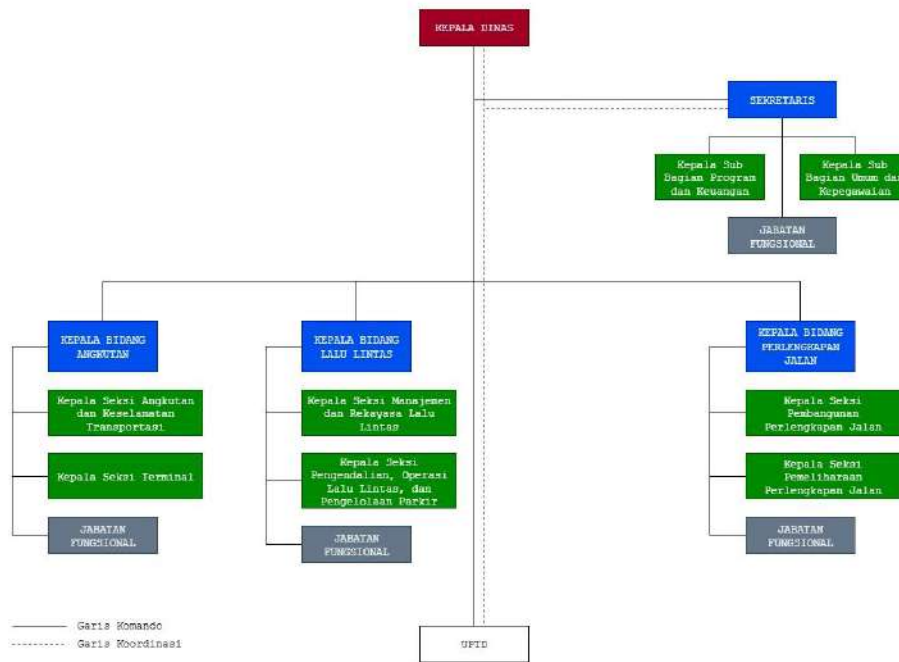 KEPALA DINAS
SEKRETARIS
Kepala Sub
Bagian Program
dan Keuangan
Kepala Sub
Bagian Umum dan
Kepegawaian
JABATAN
FUNGSIONAL
KEPALA BIDANG
ANGKUTAN
Kepala Seksi Angkutan
dan Keselamatan
Transportasi
Kepala Seksi Terminal
JABATAN
FUNGSIONAL
KEPALA BIDANG
LALU LINTAS
Kepala Seksi Manajemen
dan Rekayasa Lalu
Lintas
Kepala Seksi
Pengendalian, Operasi
Lalu Lintas, dan
Pengelolaan Parkir
JABATAN
FUNGSIONAL
KEPALA BIDANG
PERLENGKAPAN
JALAN
Kepala Seksi
Pembangunan
Perlengkapan Jalan
Kepala Seksi
Pemeliharaan
Perlengkapan Jalan
JABATAN
FUNGSIONAL
Garis Komando
Garis Koordinasi
UPTD